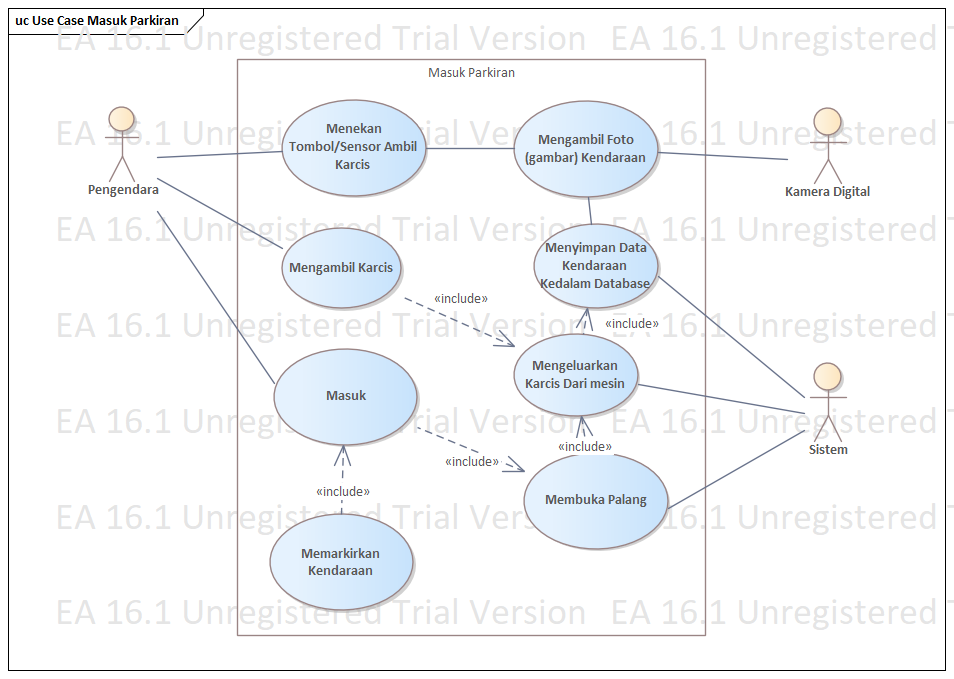 uc Use Case Masuk Parkiran
EA 16.1 Unregistered Trial Version EA 16.1 Unregistered
Masuk Parkiran
EA 16.1 Unregistered Trial Version EA 16.1 Unregistered
Menekan
Tombol/Sensor Ambil
Karcis
Mengambil Foto
(gambar) Kendaraan
Pengendara
Kamera Digital
EA 16.1 Unregistered Trial Version EA 16.1 Unregistered
Mengambil Karcis
Menyimpan Data
Kendaraan
Kedalam Database
«include»
«include»
EA 16.1 Unregistered Trial Version EA 16.1 Unregistered
Mengeluarkan
Karcis Dari mesin
Masuk
EA 16.1 Unregistered Trial Version EA 16.1 Unregistered
Sistem
«include»
«include»
«include»
Membuka Palang
EA 16.1 Unregistered Trial Version EA 16.1 Unregistered
Memarkirkan
Kendaraan
EA 16.1 Unregistered Trial Version EA 16.1 Unregistered